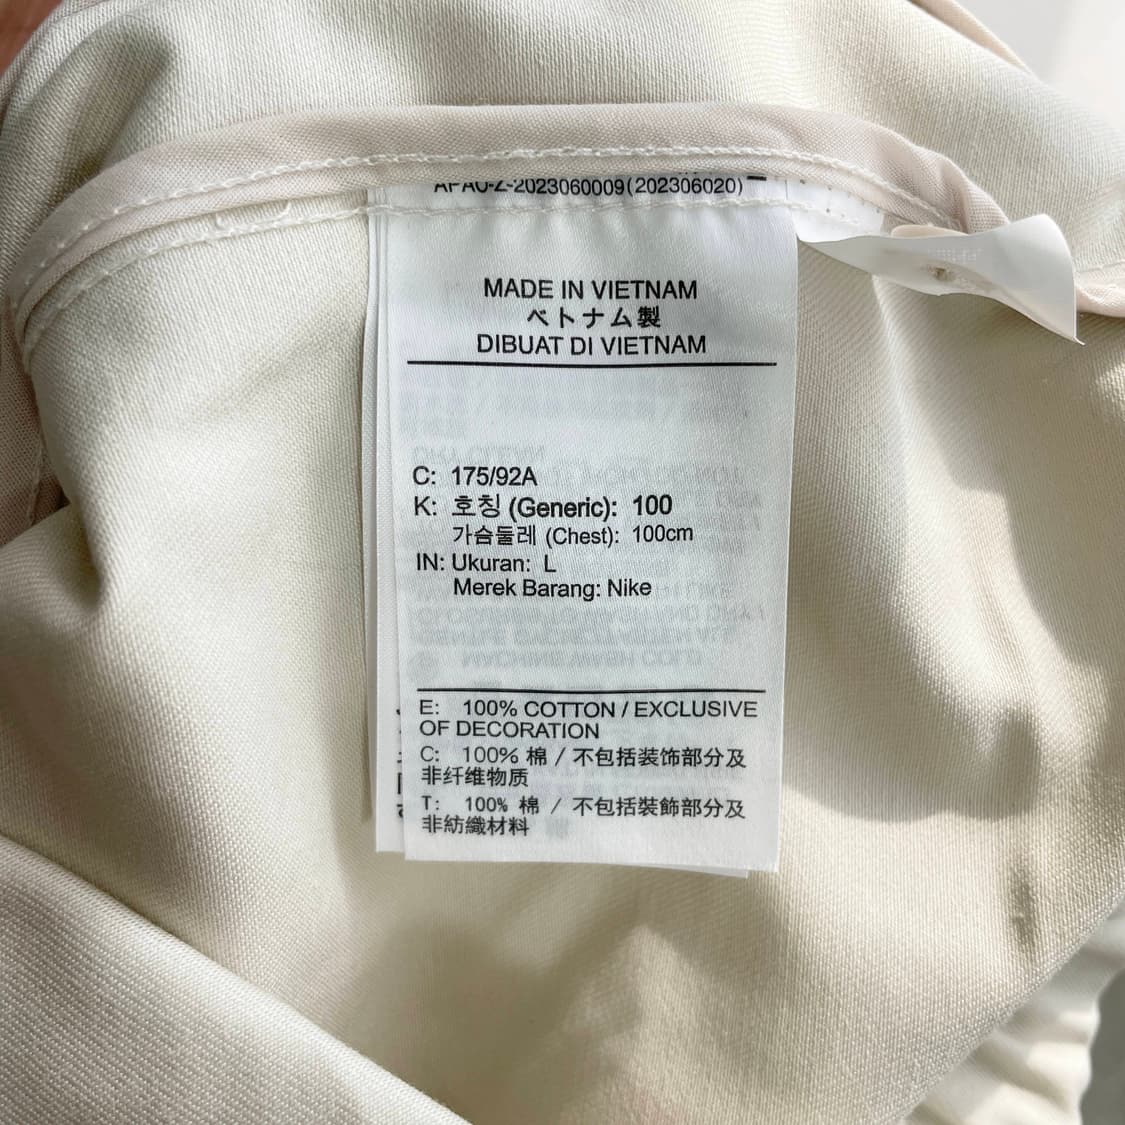 APAC-Z-2023060009(202306020)
MADE IN VIETNAM
ベトナム製
DIBUAT DI VIETNAM
C: 175/92A
K: 호칭 (Generic): 100
가슴둘레 (Chest): 100cm
IN: Ukuran: L
Merek Barang: Nike
E: 100% COTTON / EXCLUSIVE
OF DECORATION
C: 100% 棉 / 不包括装饰部分及
非纤维物质
T: 100% 棉 / 不包括裝飾部分及
非紡織材料